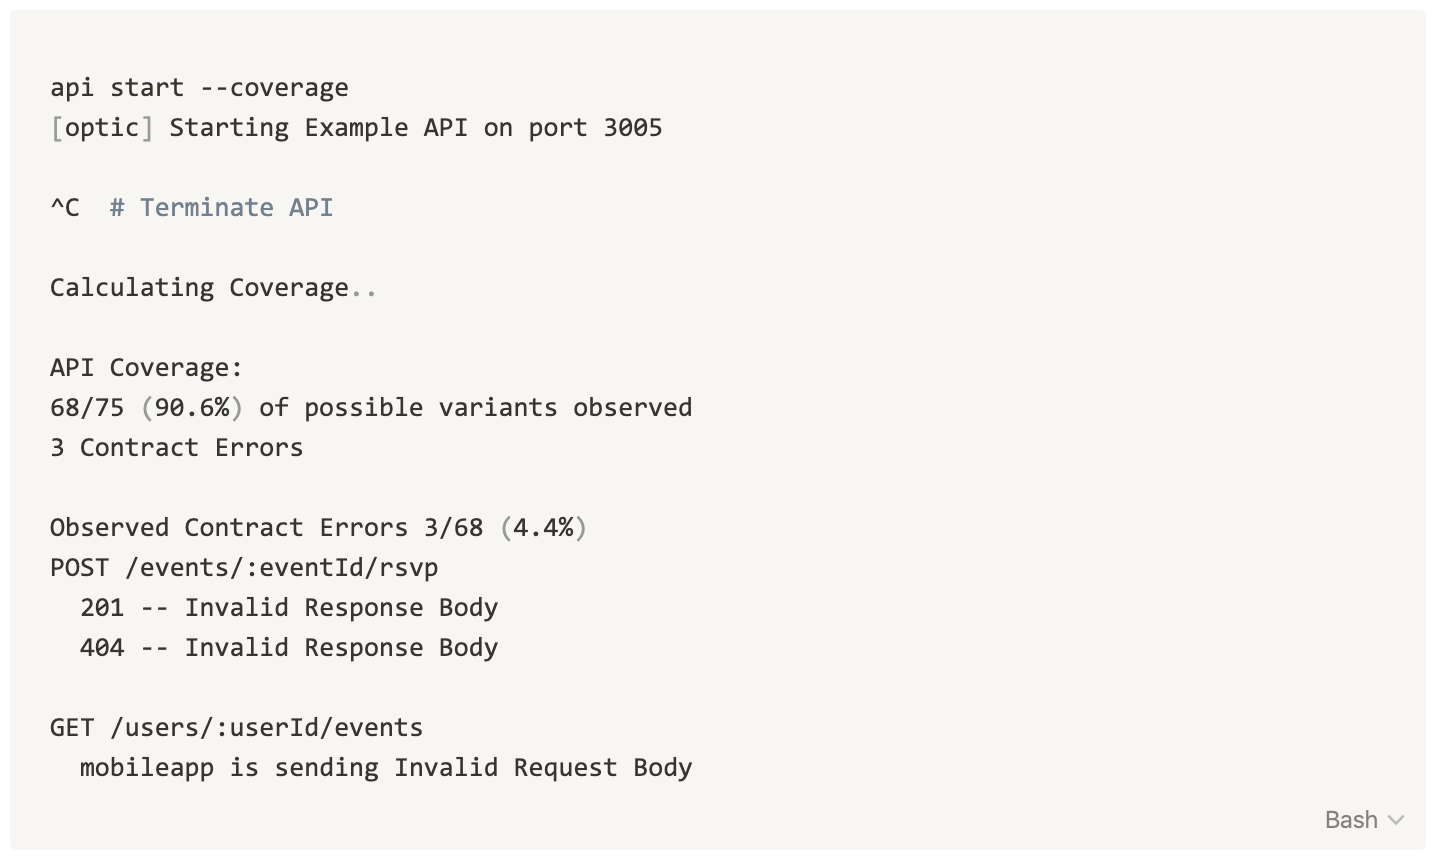 api start --coverage
[optic] Starting Example API on port 3005
^C  # Terminate API
Calculating Coverage..
API Coverage:
68/75 (90.6%) of possible variants observed
3 Contract Errors
Observed Contract Errors 3/68 (4.4%)
POST /events/:eventId/rsvp
  201 -- Invalid Response Body
  404 -- Invalid Response Body
GET /users/:userId/events
  mobileapp is sending Invalid Request Body
Bash